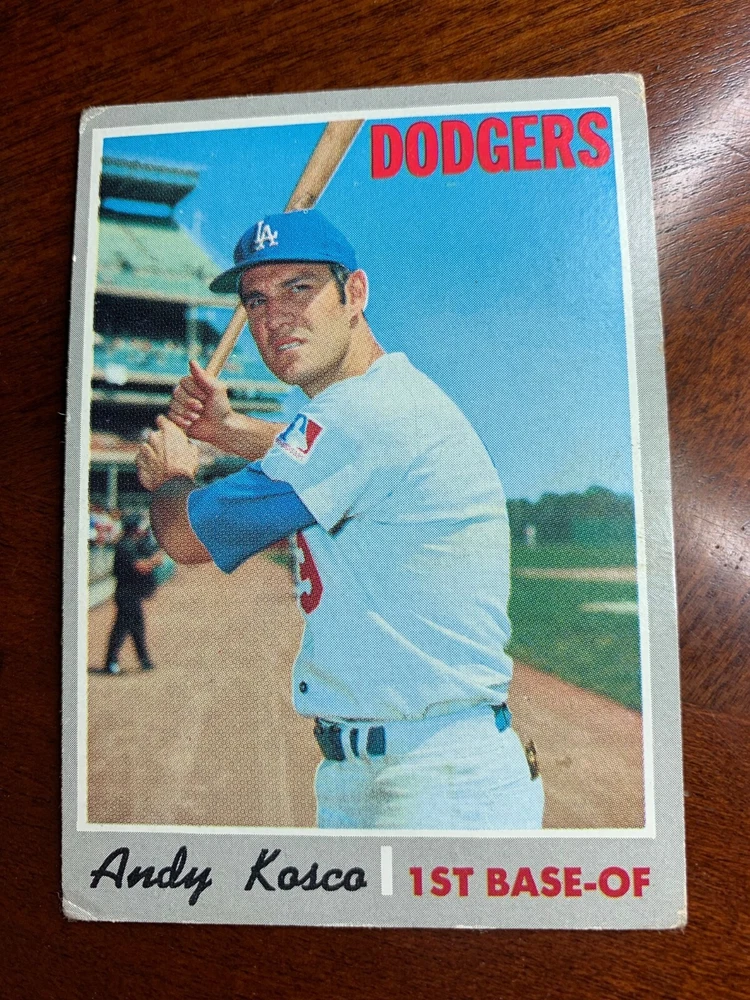 DODGERS
LA
Andy Kosco
1ST BASE-OF